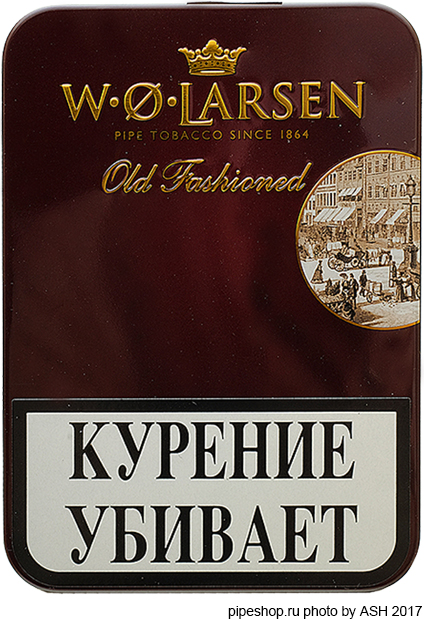 W·Ø·LARSEN
PIPE TOBACCO SINCE 1864
Old Fashioned
КУРЕНИЕ
УБИВАЕТ
pipeshop.ru photo by ASH 2017